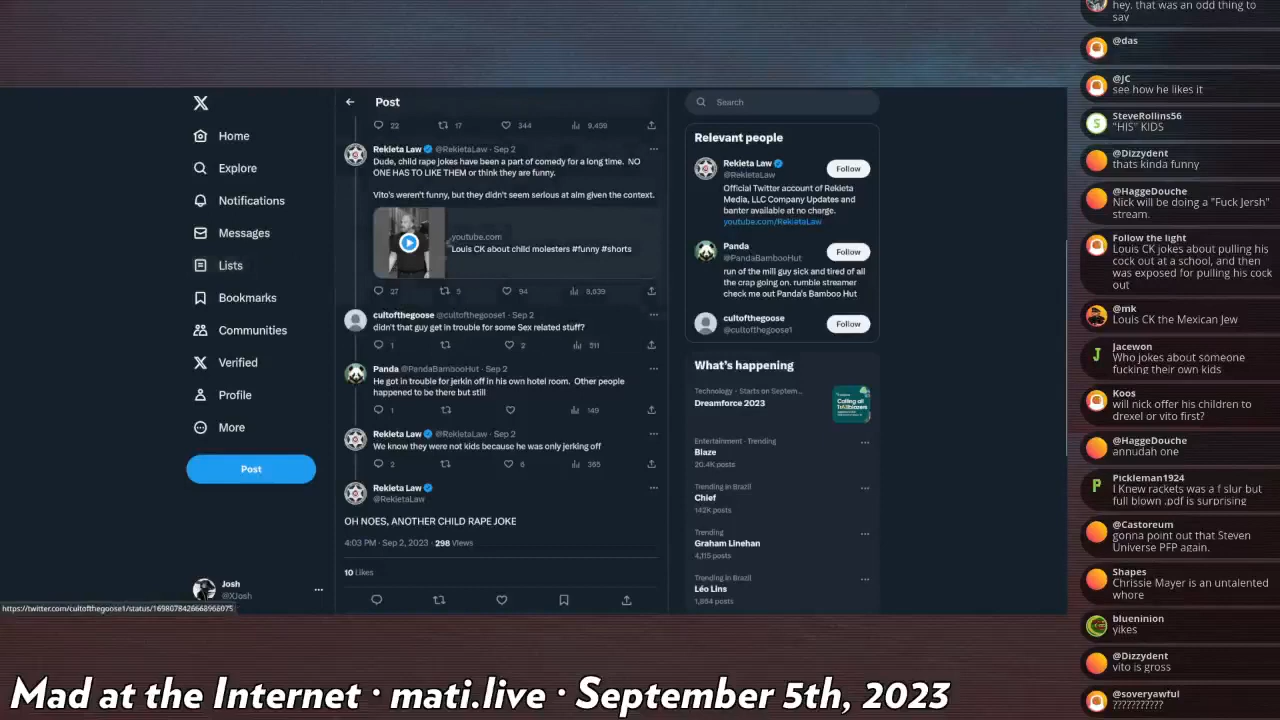 Home
Explore
Notifications
Messages
Lists
Bookmarks
Communities
Verified
Profile
More
Post
Josh
@XJosh
https://twitter.com/cultofthegoose1/status/1698078426668966075
Post
22 17 344 9,499
Rekieta Law @RekietaLaw · Sep 2
Dude, child rape jokes have been a part of comedy for a long time. NO
ONE HAS TO LIKE THEM or think they are funny.
Vito's weren't funny, but they didn't seem serious at alm given the context.
youtube.com
Louis CK about child molesters #funny #shorts
27 5 94 8,639
cultofthegoose @cultofthegoose1 · Sep 2
didn't that guy get in trouble for some Sex related stuff?
1 2 211
Panda @PandaBambooHut · Sep 2
He got in trouble for jerkin off in his own hotel room. Other people
happened to be there but still
1 149
Rekieta Law @RekietaLaw · Sep 2
We know they were not kids because he was only jerking off
2 6 365
Rekieta Law
@RekietaLaw
OH NOES, ANOTHER CHILD RAPE JOKE
4:03 PM · Sep 2, 2023 · 298 Views
10 Likes
Search
Relevant people
Rekieta Law
@RekietaLaw
Follow
Official Twitter account of Rekieta
Media, LLC Company Updates and
banter available at no charge.
youtube.com/RekietaLaw
Panda
@PandaBambooHut
Follow
run of the mill guy sick and tired of all
the crap going on. rumble streamer
check me out Panda's Bamboo Hut
cultofthegoose
@cultofthegoose1
Follow
What's happening
Technology · Starts on Septem...
Dreamforce 2023
Entertainment · Trending
Blaze
20.4K posts
Trending in Brazil
Chief
142K posts
Trending
Graham Linehan
4,115 posts
Trending in Brazil
Léo Lins
1,864 posts
hey. that was an odd thing to
say
@das
@JC
see how he likes it
SteveRollins56
"HIS" KIDS
@Dizzydent
thats kinda funny
@HaggeDouche
Nick will be doing a "Fuck Jersh"
stream.
Follow the light
Louis CK jokes about pulling his
cock out at a school, and then
was exposed for pulling his cock
out
@mk
Louis CK the Mexican Jew
Jacewon
Who jokes about someone
fucking their own kids
Koos
will nick offer his children to
drexel or vito first?
@HaggeDouche
annudah one
Pickleman1924
I Knew rackets was a f slur but
full blown .pdf is surprising
@Castoreum
gonna point out that Steven
Universe PFP again.
Shapes
Chrissie Mayer is an untalented
whore
blueninion
yikes
@Dizzydent
vito is gross
@soveryawful
???????????
Mad at the Internet · mati.live · September 5th, 2023